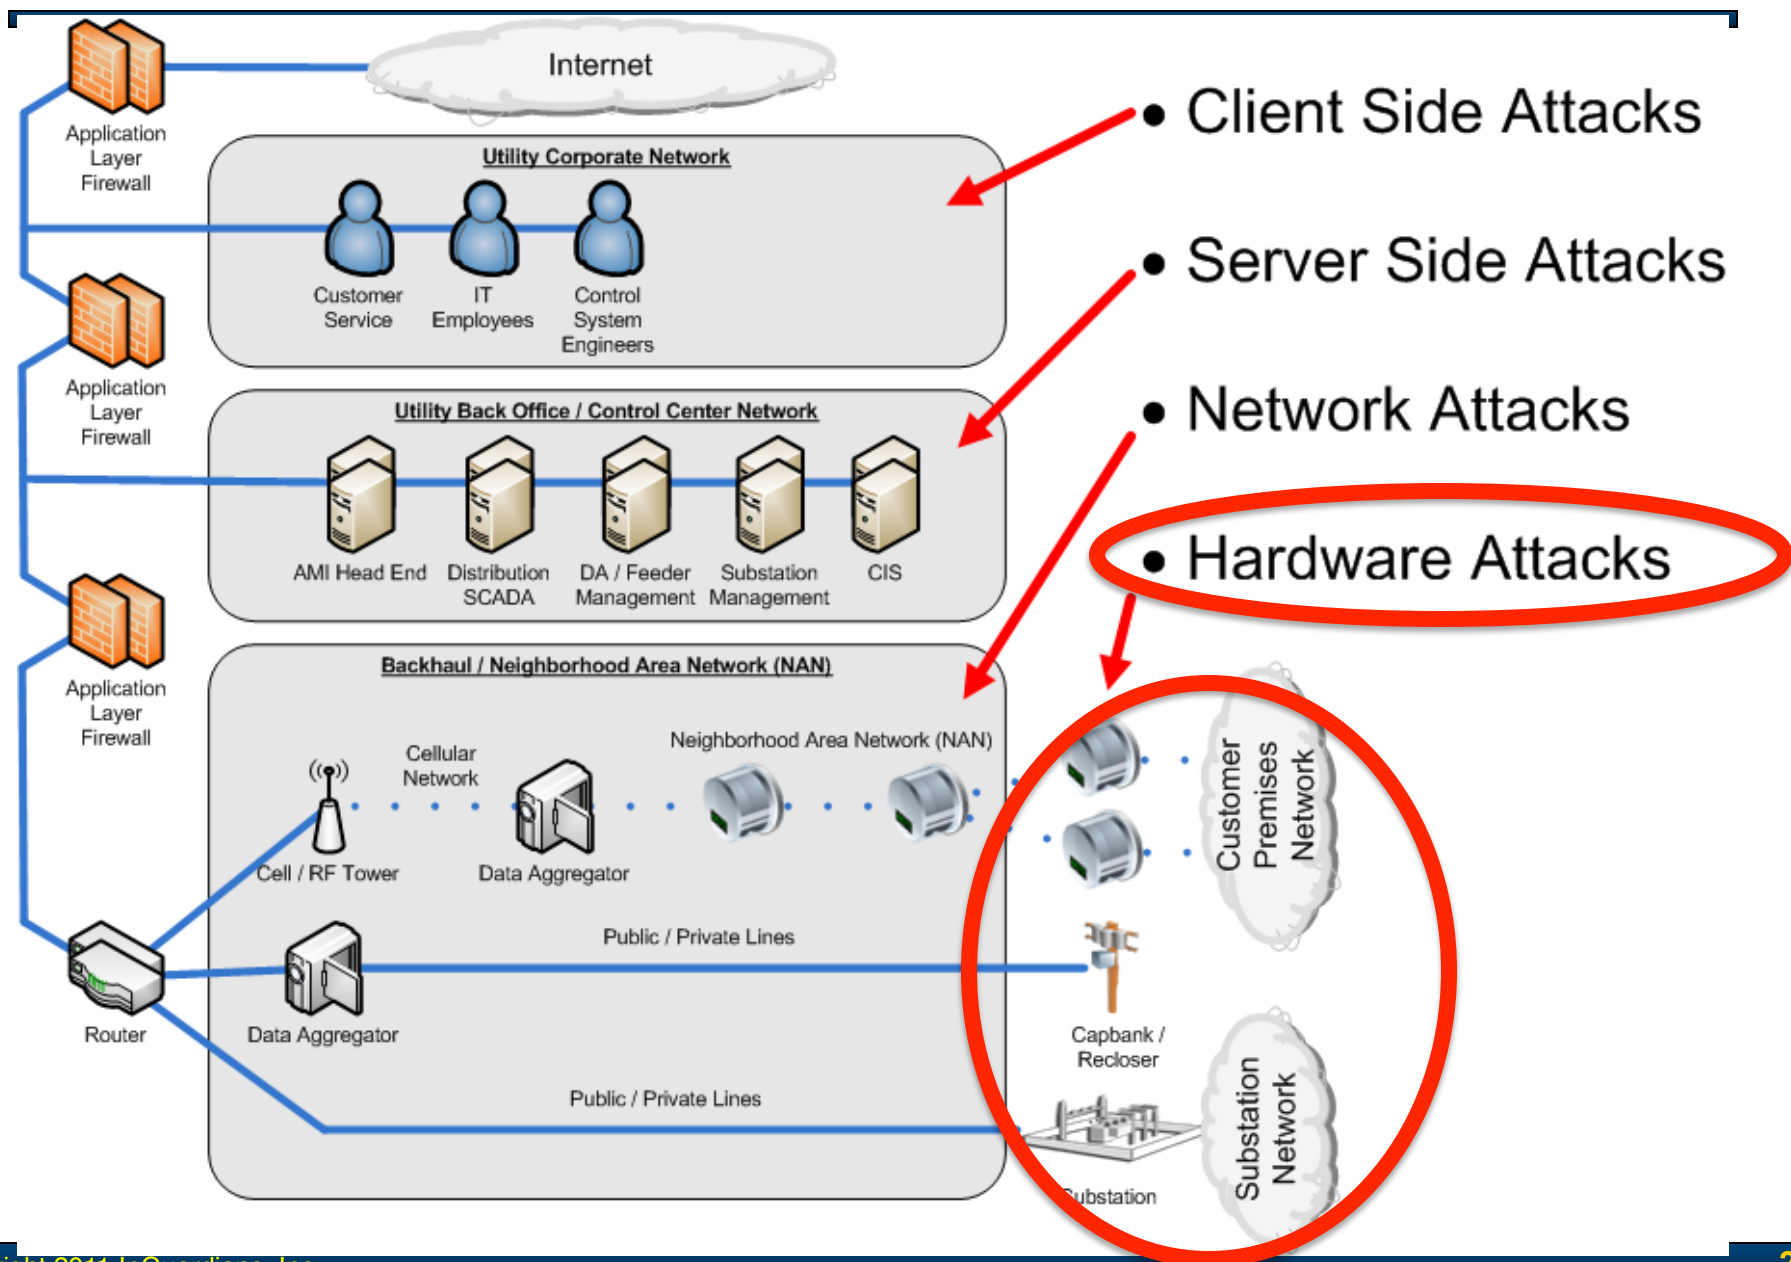 Internet
Application
Layer
Firewall
Utility Corporate Network
Customer
Service
IT
Employees
Control
System
Engineers
• Client Side Attacks
• Server Side Attacks
• Network Attacks
• Hardware Attacks
Application
Layer
Firewall
Utility Back Office / Control Center Network
AMI Head End
Distribution
SCADA
DA / Feeder
Management
Substation
Management
CIS
Application
Layer
Firewall
Backhaul / Neighborhood Area Network (NAN)
Cellular
Network
Neighborhood Area Network (NAN)
Cell / RF Tower
Data Aggregator
Customer
Premises
Network
Public / Private Lines
Router
Data Aggregator
Capbank /
Recloser
Public / Private Lines
Substation
Substation
Network